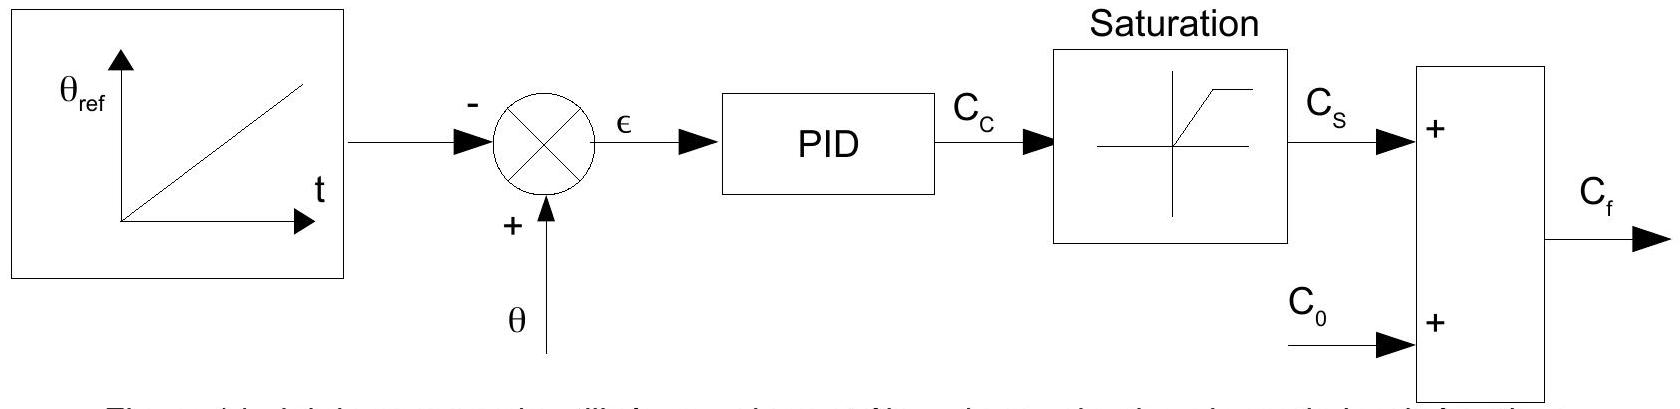 Saturation
θref
t
-
ϵ
PID
CC
CS
+
Cf
+
θ
C0
+